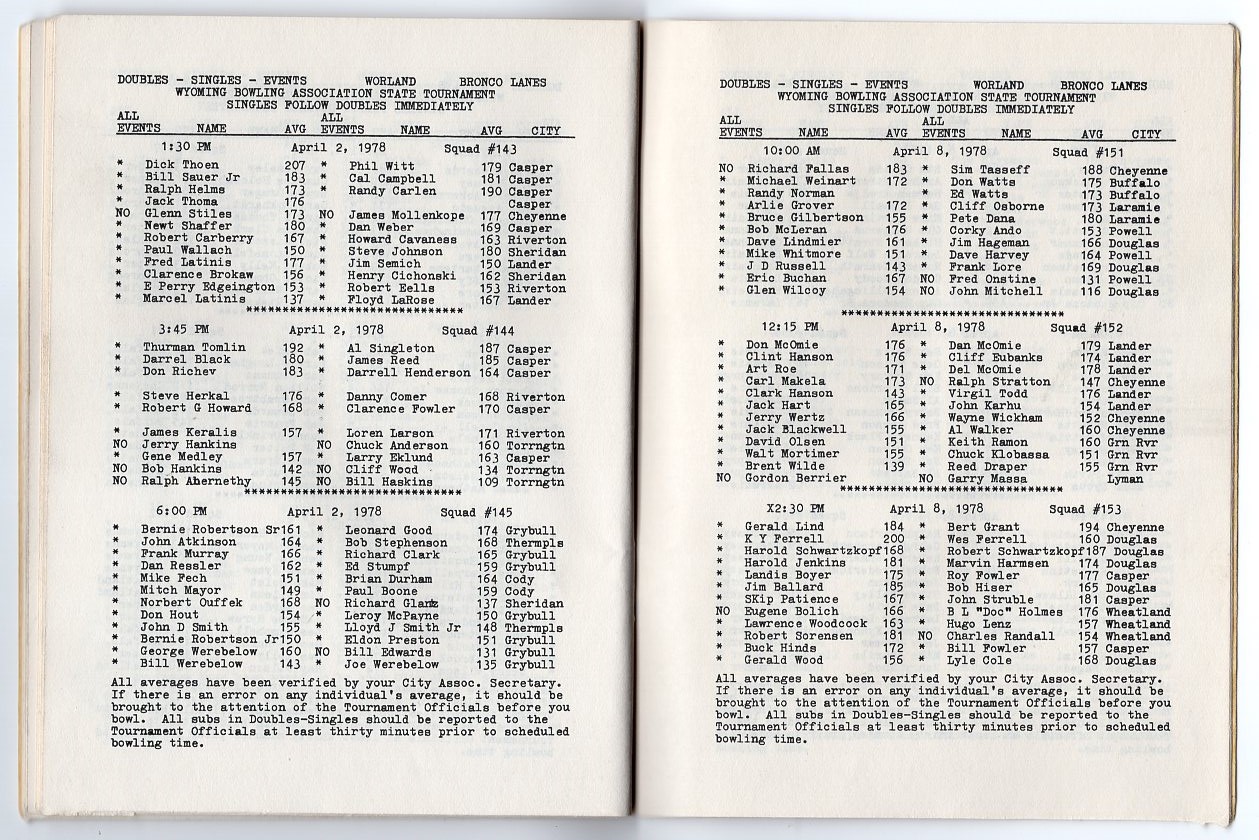 DOUBLES - SINGLES - EVENTS WORLAND BRONCO LANES
WYOMING BOWLING ASSOCIATION STATE TOURNAMENT
SINGLES FOLLOW DOUBLES IMMEDIATELY
ALL ALL
EVENTS NAME AVG EVENTS NAME AVG CITY
1:30 PM April 2, 1978 Squad #143
* Dick Thoen 207 * Phil Witt 179 Casper
* Bill Sauer Jr 183 * Cal Campbell 181 Casper
* Ralph Helms 173 * Randy Carlen 190 Casper
* Jack Thoma 176 Casper
NO Glenn Stiles 173 NO James Mollenkope 177 Cheyenne
* Newt Shaffer 180 * Dan Weber 169 Casper
* Robert Carberry 167 * Howard Cavaness 163 Riverton
* Paul Wallach 150 * Steve Johnson 180 Sheridan
* Fred Latinis 177 * Jim Semich 150 Lander
* Clarence Brokaw 156 * Henry Cichonski 162 Sheridan
* E Perry Edgeington 153 * Robert Eells 153 Riverton
* Marcel Latinis 137 * Floyd LaRose 167 Lander
******************************
3:45 PM April 2, 1978 Squad #144
* Thurman Tomlin 192 * Al Singleton 187 Casper
* Darrel Black 180 * James Reed 185 Casper
* Don Richev 183 * Darrell Henderson 164 Casper
* Steve Herkal 176 * Danny Comer 168 Riverton
* Robert G Howard 168 * Clarence Fowler 170 Casper
* James Keralis 157 * Loren Larson 171 Riverton
NO Jerry Hankins NO Chuck Anderson 160 Torrngtn
* Gene Medley 157 * Larry Eklund 163 Casper
NO Bob Hankins 142 NO Cliff Wood 134 Torrngtn
NO Ralph Abernethy 145 NO Bill Haskins 109 Torrngtn
******************************
6:00 PM April 2, 1978 Squad #145
* Bernie Robertson Sr161 * Leonard Good 174 Grybull
* John Atkinson 164 * Bob Stephenson 168 Thermpls
* Frank Murray 166 * Richard Clark 165 Grybull
* Dan Ressler 162 * Ed Stumpf 159 Grybull
* Mike Fech 151 * Brian Durham 164 Cody
* Mitch Mayor 149 * Paul Boone 159 Cody
* Norbert Ouffek 168 NO Richard Glantz 137 Sheridan
* Don Hout 154 * Leroy McPayne 150 Grybull
* John D Smith 155 * Lloyd J Smith Jr 148 Thermpls
* Bernie Robertson Jr150 * Eldon Preston 151 Grybull
* George Werebelow 160 NO Bill Edwards 131 Grybull
* Bill Werebelow 143 * Joe Werebelow 135 Grybull
All averages have been verified by your City Assoc. Secretary.
If there is an error on any individual's average, it should be
brought to the attention of the Tournament Officials before you
bowl. All subs in Doubles-Singles should be reported to the
Tournament Officials at least thirty minutes prior to scheduled
bowling time.
DOUBLES - SINGLES - EVENTS WORLAND BRONCO LANES
WYOMING BOWLING ASSOCIATION STATE TOURNAMENT
SINGLES FOLLOW DOUBLES IMMEDIATELY
ALL ALL
EVENTS NAME AVG EVENTS NAME AVG CITY
10:00 AM April 8, 1978 Squad #151
NO Richard Fallas 183 * Sim Tasseff 188 Cheyenne
* Michael Weinart 172 * Don Watts 175 Buffalo
* Randy Norman * Ed Watts 173 Buffalo
* Arlie Grover 172 * Cliff Osborne 173 Laramie
* Bruce Gilbertson 155 * Pete Dana 180 Laramie
* Bob McLeran 176 * Corky Ando 153 Powell
* Dave Lindmier 161 * Jim Hageman 166 Douglas
* Mike Whitmore 151 * Dave Harvey 164 Powell
* J D Russell 143 * Frank Lore 169 Douglas
* Eric Buchan 167 NO Fred Onstine 131 Powell
* Glen Wilcoy 154 NO John Mitchell 116 Douglas
******************************
12:15 PM April 8, 1978 Squad #152
* Don McOmie 176 * Dan McOmie 179 Lander
* Clint Hanson 176 * Cliff Eubanks 174 Lander
* Art Roe 171 * Del McOmie 178 Lander
* Carl Makela 173 NO Ralph Stratton 147 Cheyenne
* Clark Hanson 143 * Virgil Todd 176 Lander
* Jack Hart 165 * John Karhu 154 Lander
* Jerry Wertz 166 * Wayne Wickham 152 Cheyenne
* Jack Blackwell 155 * Al Walker 160 Cheyenne
* David Olsen 151 * Keith Ramon 160 Grn Rvr
* Walt Mortimer 155 * Chuck Klobassa 151 Grn Rvr
* Brent Wilde 139 * Reed Draper 155 Grn Rvr
NO Gordon Berrier NO Garry Massa Lyman
******************************
X2:30 PM April 8, 1978 Squad #153
* Gerald Lind 184 * Bert Grant 194 Cheyenne
* K Y Ferrell 200 * Wes Ferrell 160 Douglas
* Harold Schwartzkopf168 * Robert Schwartzkopf187 Douglas
* Harold Jenkins 181 * Marvin Harmsen 174 Douglas
* Landis Boyer 175 * Roy Fowler 177 Casper
* Jim Ballard 185 * Bob Hiser 165 Douglas
* SKip Patience 167 * John Struble 181 Casper
NO Eugene Bolich 166 * B L "Doc" Holmes 176 Wheatland
* Lawrence Woodcock 163 * Hugo Lenz 157 Wheatland
* Robert Sorensen 181 NO Charles Randall 154 Wheatland
* Buck Hinds 172 * Bill Fowler 157 Casper
* Gerald Wood 156 * Lyle Cole 168 Douglas
All averages have been verified by your City Assoc. Secretary.
If there is an error on any individual's average, it should be
brought to the attention of the Tournament Officials before you
bowl. All subs in Doubles-Singles should be reported to the
Tournament Officials at least thirty minutes prior to scheduled
bowling time.